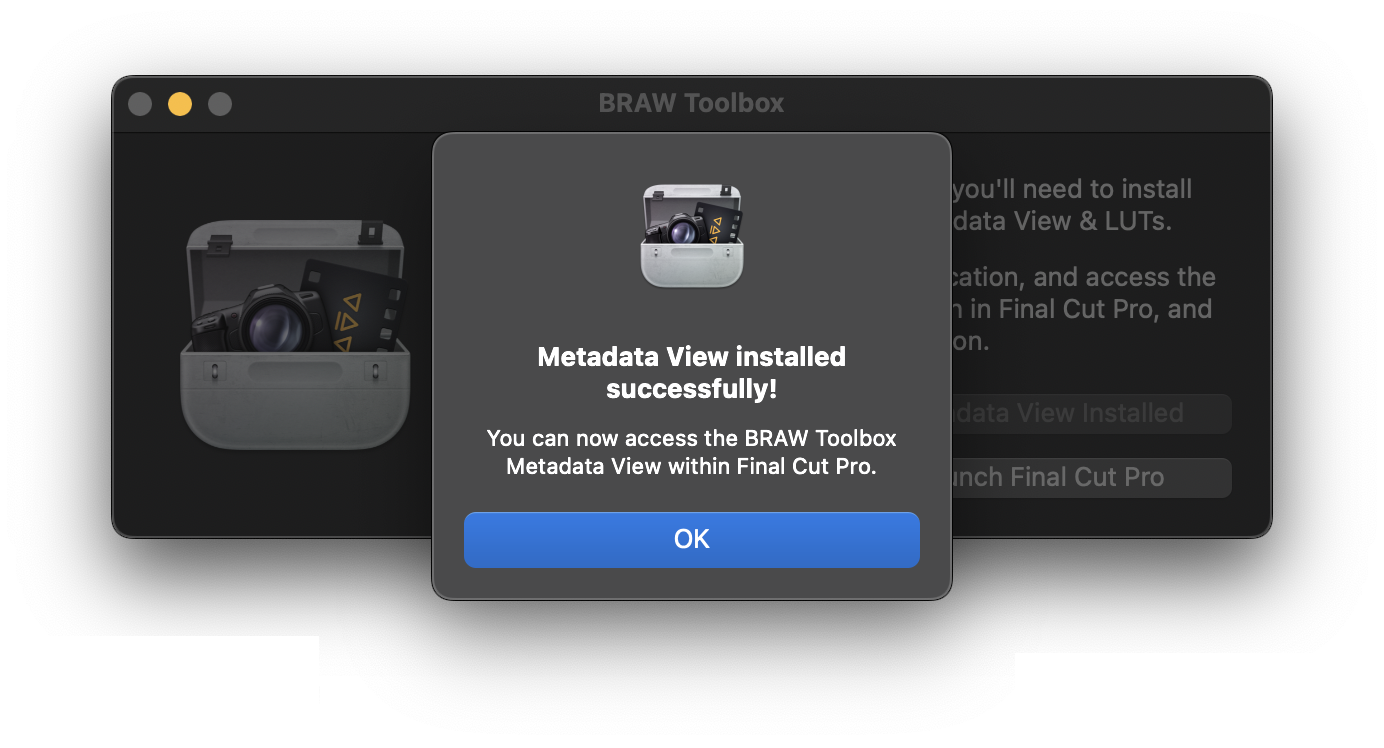 BRAW Toolbox
you'll need to install
data View & LUTs.
cation, and access the
in Final Cut Pro, and
on.
Metadata View installed
successfully!
You can now access the BRAW Toolbox
Metadata View within Final Cut Pro.
data View Installed
unch Final Cut Pro
OK